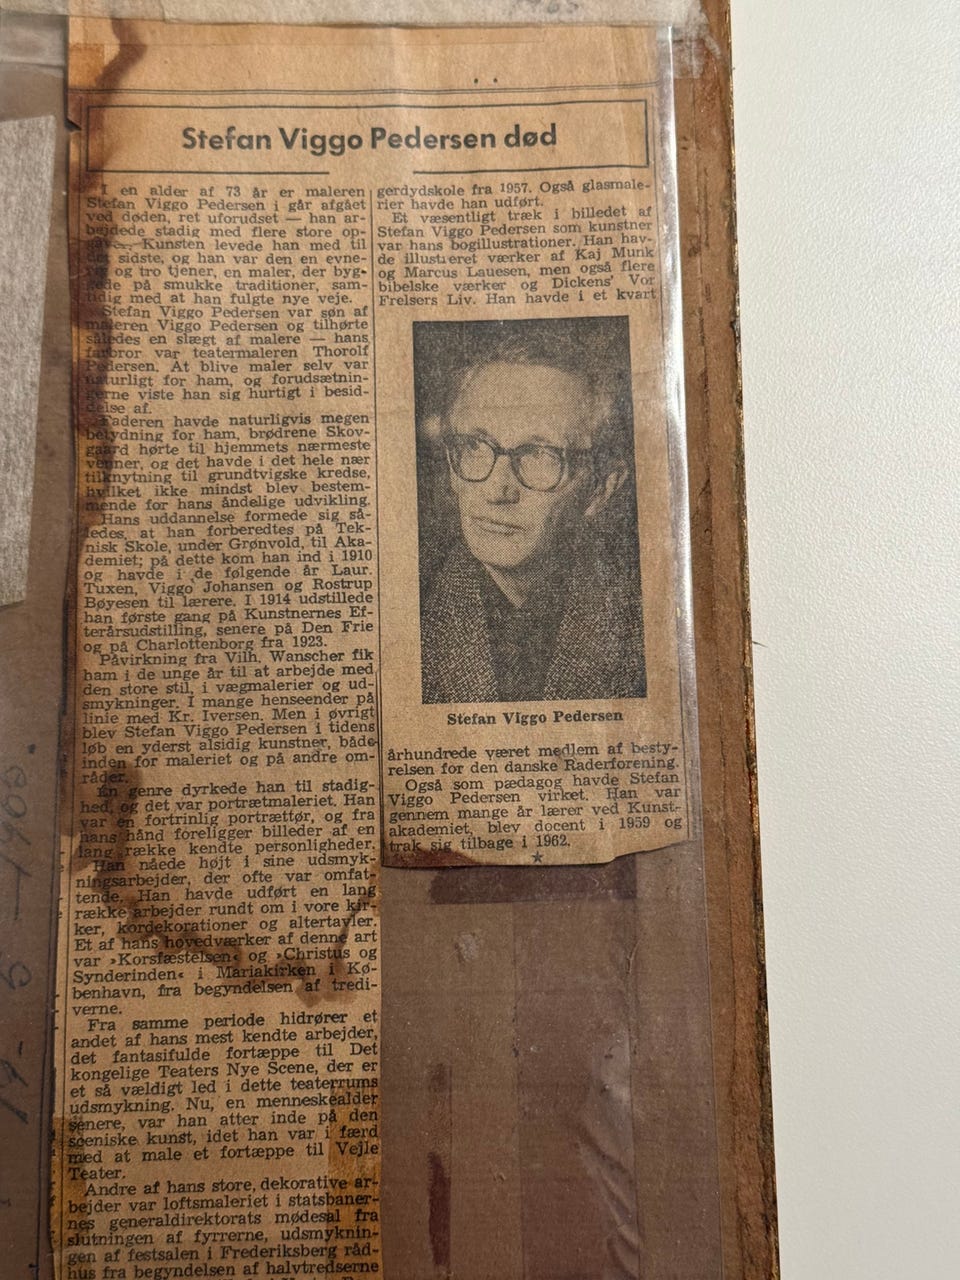 1965
Stefan Viggo Pedersen død
I en alder af 73 år er maleren
Stefan Viggo Pedersen i går afgået
ved døden, ret uforudset — han ar-
bejdede stadig med flere store op-
gaver. Kunsten levede han med til
det sidste, og han var den en evne-
rig og tro tjener, en maler, der byg-
gede på smukke traditioner, sam-
tidig med at han fulgte nye veje.
Stefan Viggo Pedersen var søn af
maleren Viggo Pedersen og tilhørte
således en slægt af malere — hans
farbror var teatermaleren Thorolf
Pedersen. At blive maler selv var
naturligt for ham, og forudsætnin-
gerne viste han sig hurtigt i besid-
delse af.
Faderen havde naturligvis megen
betydning for ham, brødrene Skov-
gaard hørte til hjemmets nærmeste
venner, og det havde i det hele nær
tilknytning til grundtvigske kredse,
hvilket ikke mindst blev bestem-
mende for hans åndelige udvikling.
Hans uddannelse formede sig så-
ledes, at han forberedtes på Tek-
nisk Skole, under Grønvold, til Aka-
demiet; på dette kom han ind i 1910
og havde i de følgende år Laur.
Tuxen, Viggo Johansen og Rostrup
Bøyesen til lærere. I 1914 udstillede
han første gang på Kunstnernes Ef-
terårsudstilling, senere på Den Frie
og på Charlottenborg fra 1923.
Påvirkning fra Vilh. Wanscher fik
ham i de unge år til at arbejde med
den store stil, i vægmalerier og ud-
smykninger. I mange henseender på
linie med Kr. Iversen. Men i øvrigt
blev Stefan Viggo Pedersen i tidens
løb en yderst alsidig kunstner, både
inden for maleriet og på andre om-
råder.
Én genre dyrkede han til stadig-
hed, og det var portrætmaleriet. Han
var en fortrinlig portrættør, og fra
hans hånd foreligger billeder af en
lang række kendte personligheder.
Han nåede højt i sine udsmyk-
ningsarbejder, der ofte var omfat-
tende. Han havde udført en lang
række arbejder rundt om i vore kir-
ker, kordekorationer og altertavler.
Et af hans hovedværker af denne art
var »Korsfæstelsen« og »Christus og
Synderinden« i Mariakirken i Kø-
benhavn, fra begyndelsen af tredi-
verne.
Fra samme periode hidrører et
andet af hans mest kendte arbejder,
det fantasifulde fortæppe til Det
kongelige Teaters Nye Scene, der er
et så vældigt led i dette teaterrums
udsmykning. Nu, en menneskealder
senere, var han atter inde på den
sceniske kunst, idet han var i færd
med at male et fortæppe til Vejle
Teater.
Andre af hans store, dekorative ar-
bejder var loftsmaleriet i statsbaner-
nes generaldirektorats mødesal fra
slutningen af fyrrerne, udsmyknin-
gen af festsalen i Frederiksberg råd-
hus fra begyndelsen af halvtredserne
gerdydskole fra 1957. Også glasmale-
rier havde han udført.
Et væsentligt træk i billedet af
Stefan Viggo Pedersen som kunstner
var hans bogillustrationer. Han hav-
de illustreret værker af Kaj Munk
og Marcus Lauesen, men også flere
bibelske værker og Dickens' Vor
Frelsers Liv. Han havde i et kvart
Stefan Viggo Pedersen
århundrede været medlem af besty-
relsen for den danske Raderforening.
Også som pædagog havde Stefan
Viggo Pedersen virket. Han var
gennem mange år lærer ved Kunst-
akademiet, blev docent i 1959 og
trak sig tilbage i 1962.